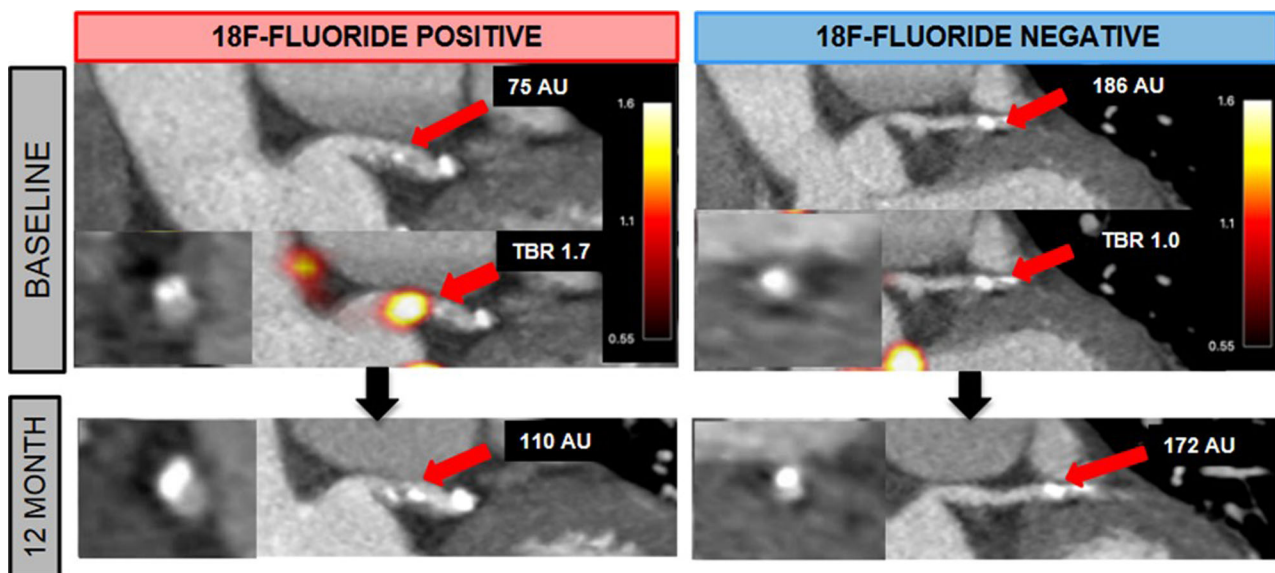 18F-FLUORIDE POSITIVE
18F-FLUORIDE NEGATIVE
BASELINE
75 AU
1.6
1.1
0.55
TBR 1.7
186 AU
1.6
1.1
0.55
TBR 1.0
12 MONTH
110 AU
172 AU